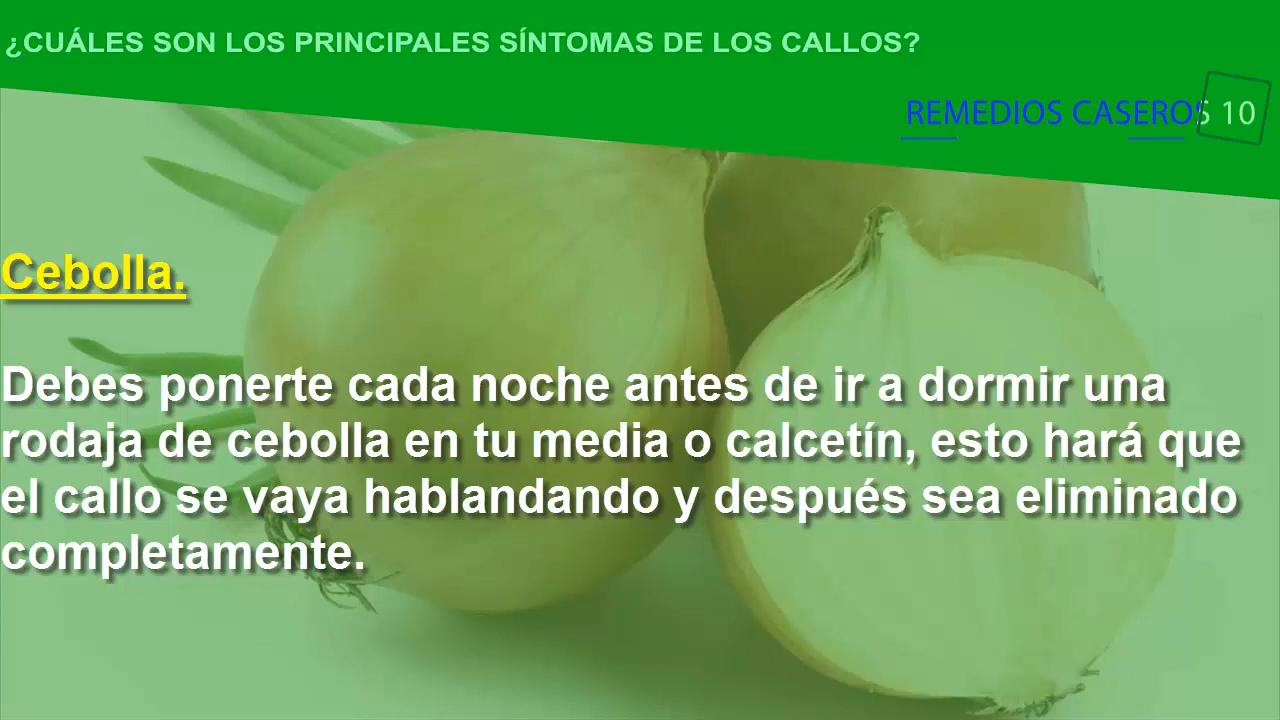 ¿CUÁLES SON LOS PRINCIPALES SÍNTOMAS DE LOS CALLOS?
REMEDIOS CASEROS 10
Cebolla.
Debes ponerte cada noche antes de ir a dormir una
rodaja de cebolla en tu media o calcetín, esto hará que
el callo se vaya hablandando y después sea eliminado
completamente.